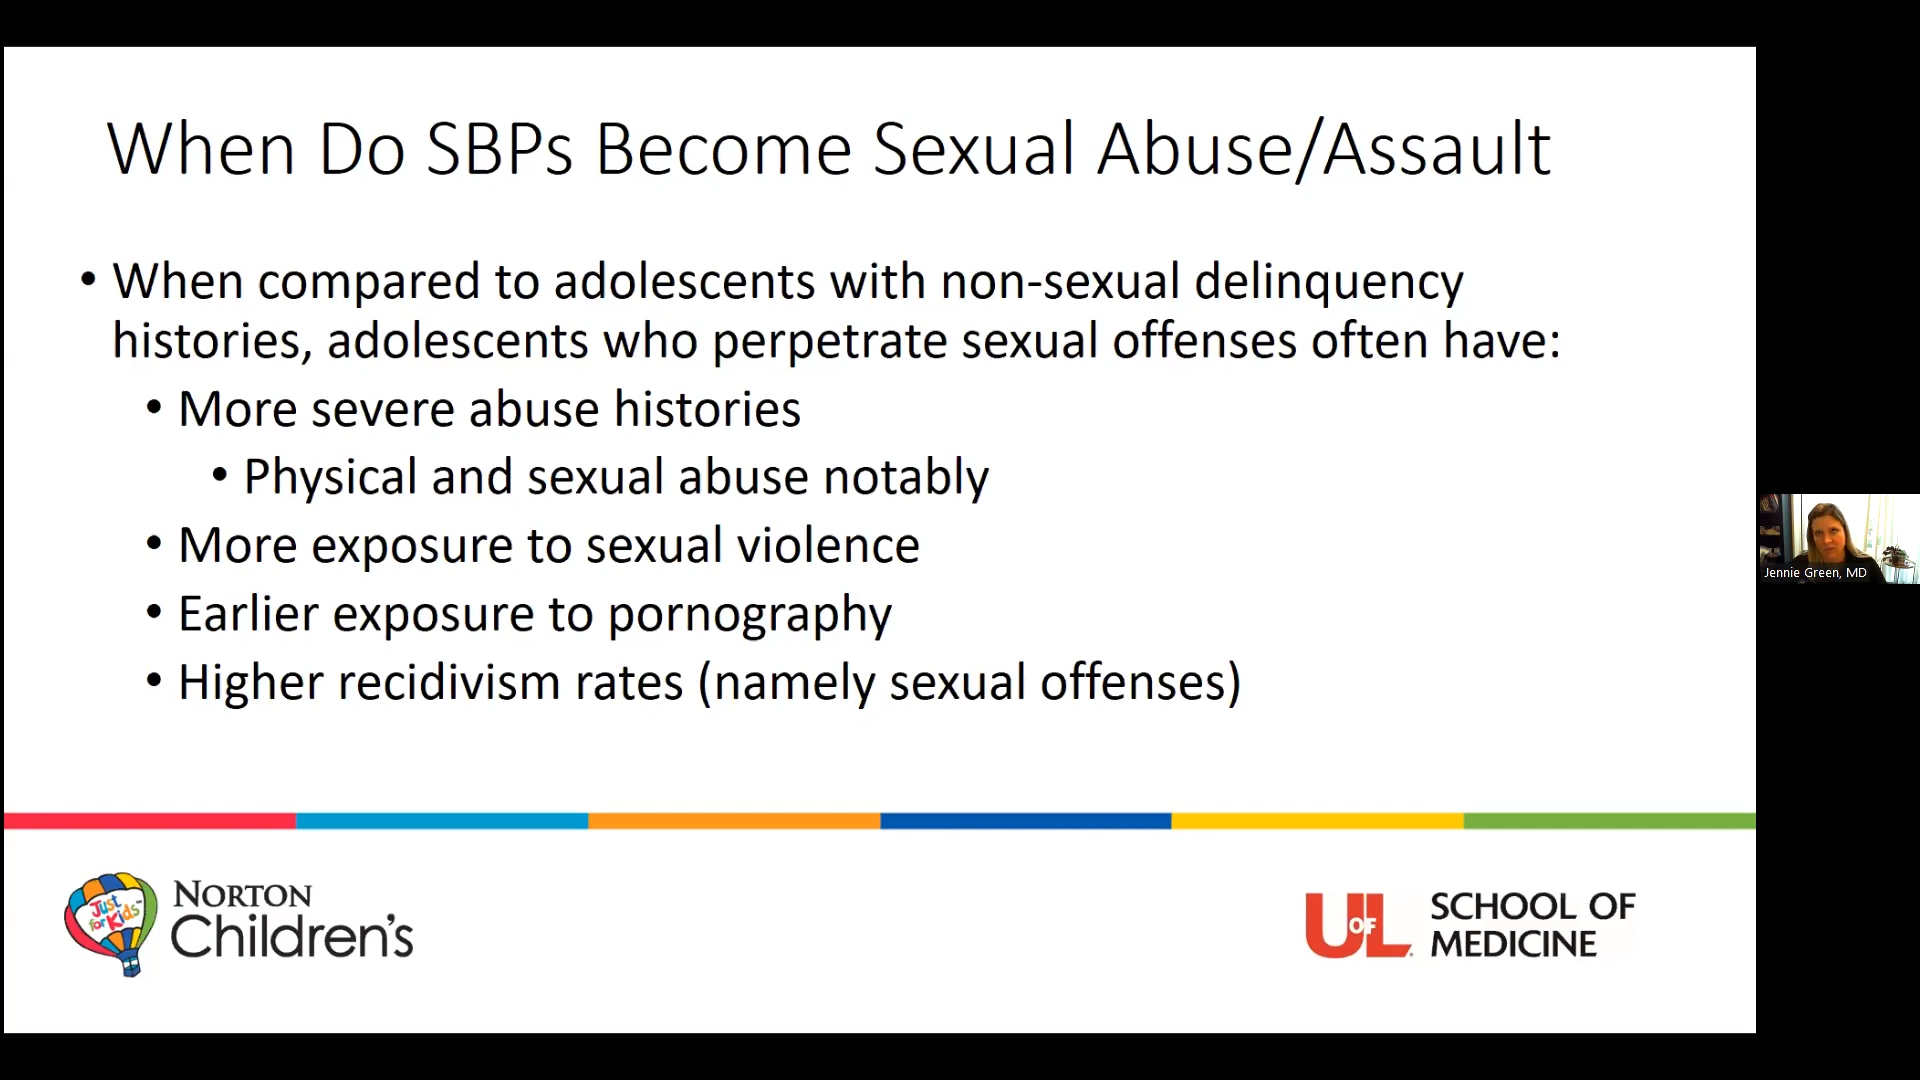 When Do SBPs Become Sexual Abuse/Assault
• When compared to adolescents with non-sexual delinquency
histories, adolescents who perpetrate sexual offenses often have:
• More severe abuse histories
• Physical and sexual abuse notably
• More exposure to sexual violence
• Earlier exposure to pornography
• Higher recidivism rates (namely sexual offenses)
Jennie Green, MD
Just
for Kids™
NORTON
Children's
UOFL
SCHOOL OF
MEDICINE